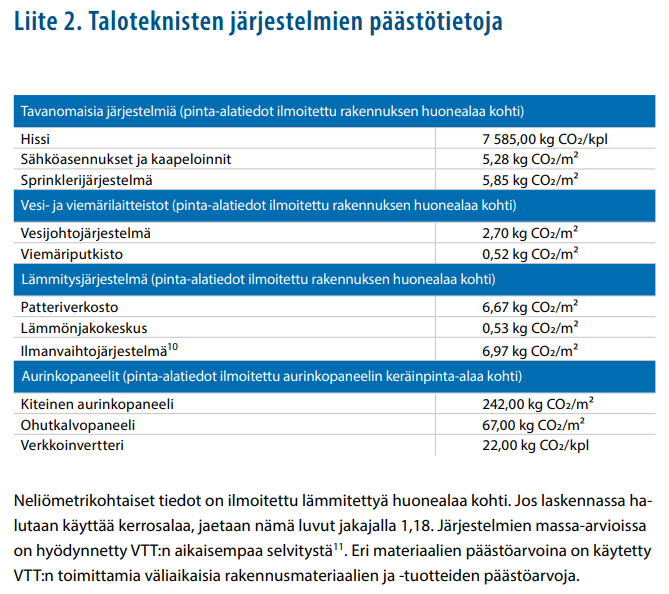 Liite 2. Taloteknisten järjestelmien päästötietoja
Tavanomaisia järjestelmiä (pinta-alatiedot ilmoitettu rakennuksen huonealaa kohti)
Hissi 7 585,00 kg CO₂/kpl
Sähköasennukset ja kaapeloinnit 5,28 kg CO₂/m²
Sprinklerijärjestelmä 5,85 kg CO₂/m²
Vesi- ja viemärilaitteistot (pinta-alatiedot ilmoitettu rakennuksen huonealaa kohti)
Vesijohtojärjestelmä 2,70 kg CO₂/m²
Viemäriputkisto 0,52 kg CO₂/m²
Lämmitysjärjestelmä (pinta-alatiedot ilmoitettu rakennuksen huonealaa kohti)
Patteriverkosto 6,67 kg CO₂/m²
Lämmönjakokeskus 0,53 kg CO₂/m²
Ilmanvaihtojärjestelmä¹⁰ 6,97 kg CO₂/m²
Aurinkopaneelit (pinta-alatiedot ilmoitettu aurinkopaneelin keräinpinta-alaa kohti)
Kiteinen aurinkopaneeli 242,00 kg CO₂/m²
Ohutkalvopaneeli 67,00 kg CO₂/m²
Verkkoinvertteri 22,00 kg CO₂/kpl
Neliömetrikohtaiset tiedot on ilmoitettu lämmitettyä huonealaa kohti. Jos laskennassa ha-
lutaan käyttää kerrosalaa, jaetaan nämä luvut jakajalla 1,18. Järjestelmien massa-arvioissa
on hyödynnetty VTT:n aikaisempaa selvitystä¹¹. Eri materiaalien päästöarvoina on käytetty
VTT:n toimittamia väliaikaisia rakennusmateriaalien ja -tuotteiden päästöarvoja.